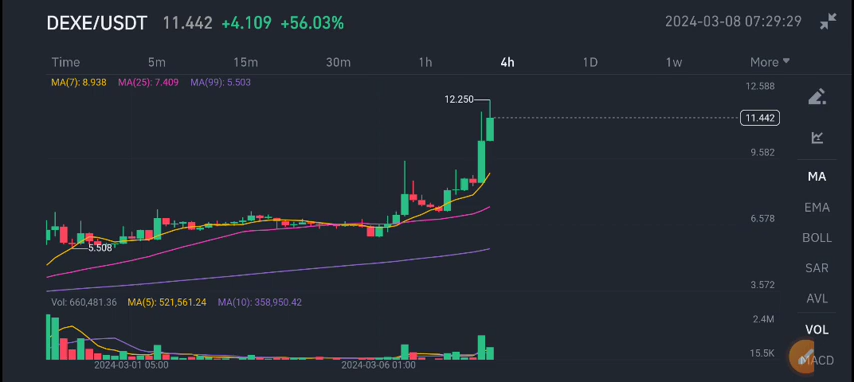 DEXE/USDT 11.442 +4.109 +56.03% 2024-03-08 07:29:29
Time 5m 15m 30m 1h 4h 1D 1w More
MA(7): 8.938 MA(25): 7.409 MA(99): 5.503
12.588
12.250
11.442
9.582
6.578
5.508
3.572
MA
EMA
BOLL
SAR
AVL
VOL
MACD
Vol: 660,481.36 MA(5): 521,561.24 MA(10): 358,950.42
2.4M
15.5K
2024-03-01 05:00 2024-03-06 01:00